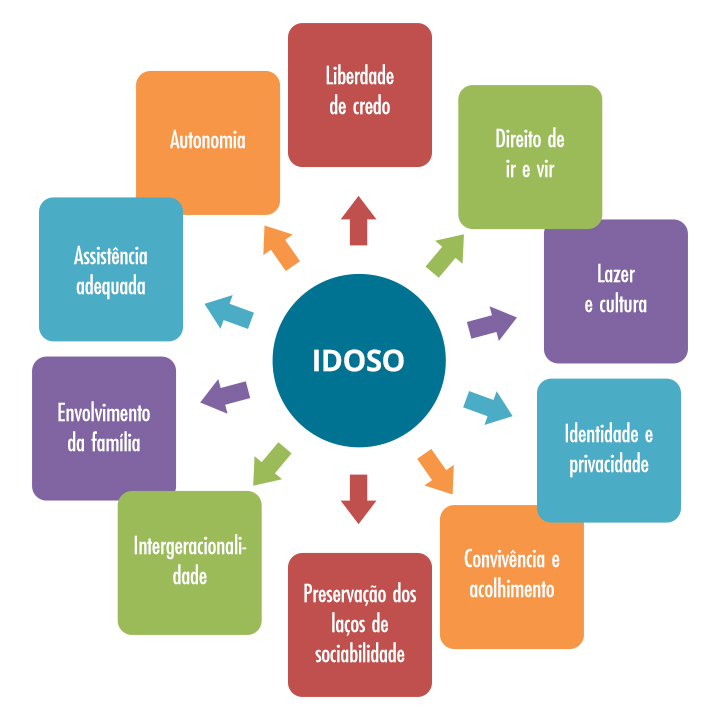 Liberdade
de credo
Direito de
ir e vir
Lazer
e cultura
Identidade e
privacidade
Convivência e
acolhimento
Preservação dos
laços de
sociabilidade
Intergeracionali-
dade
Envolvimento
da família
Assistência
adequada
Autonomia
IDOSO